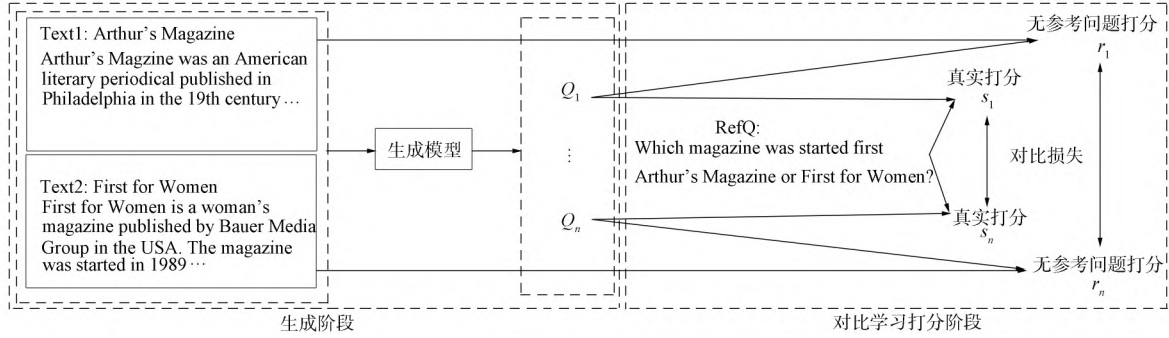 Text1: Arthur's Magazine
Arthur's Magzine was an American
literary periodical published in
Philadelphia in the 19th century …
Text2: First for Women
First for Women is a woman's
magazine published by Bauer Media
Group in the USA. The magazine
was started in 1989 …
生成模型
Q1
⋮
Qn
生成阶段
无参考问题打分
r1
真实打分
s1
RefQ:
Which magazine was started first
Arthur's Magazine or First for Women?
对比损失
真实打分
sn
无参考问题打分
rn
对比学习打分阶段